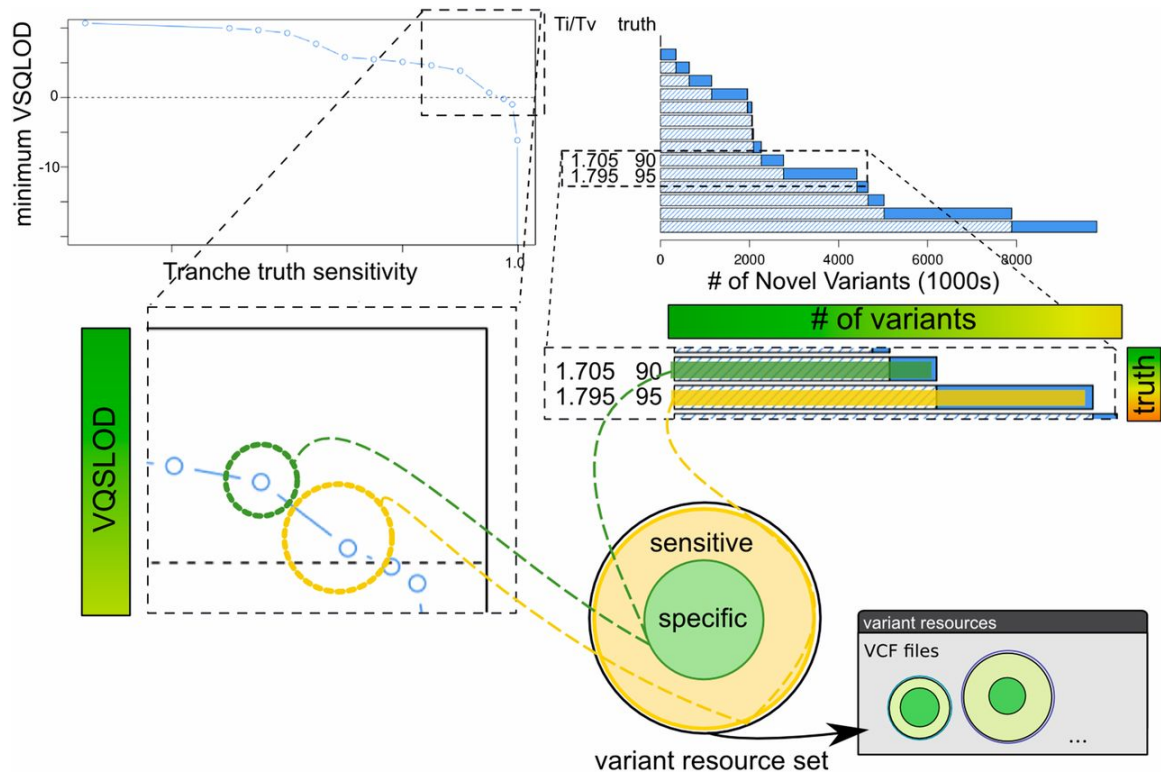 minimum VSQLOD
0
-10
1.0
Tranche truth sensitivity
Ti/Tv truth
1.705 90
1.795 95
0 2000 4000 6000 8000
# of Novel Variants (1000s)
# of variants
1.705 90
1.795 95
truth
VQSLOD
sensitive
specific
variant resources
VCF files
...
variant resource set